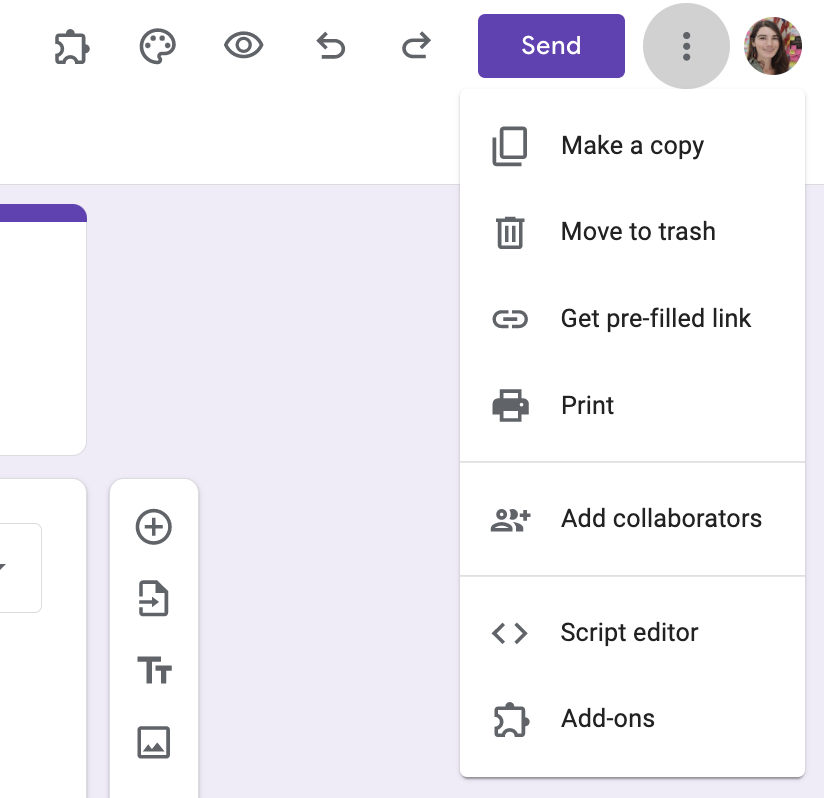 Send
Make a copy
Move to trash
Get pre-filled link
Print
Add collaborators
Script editor
Add-ons